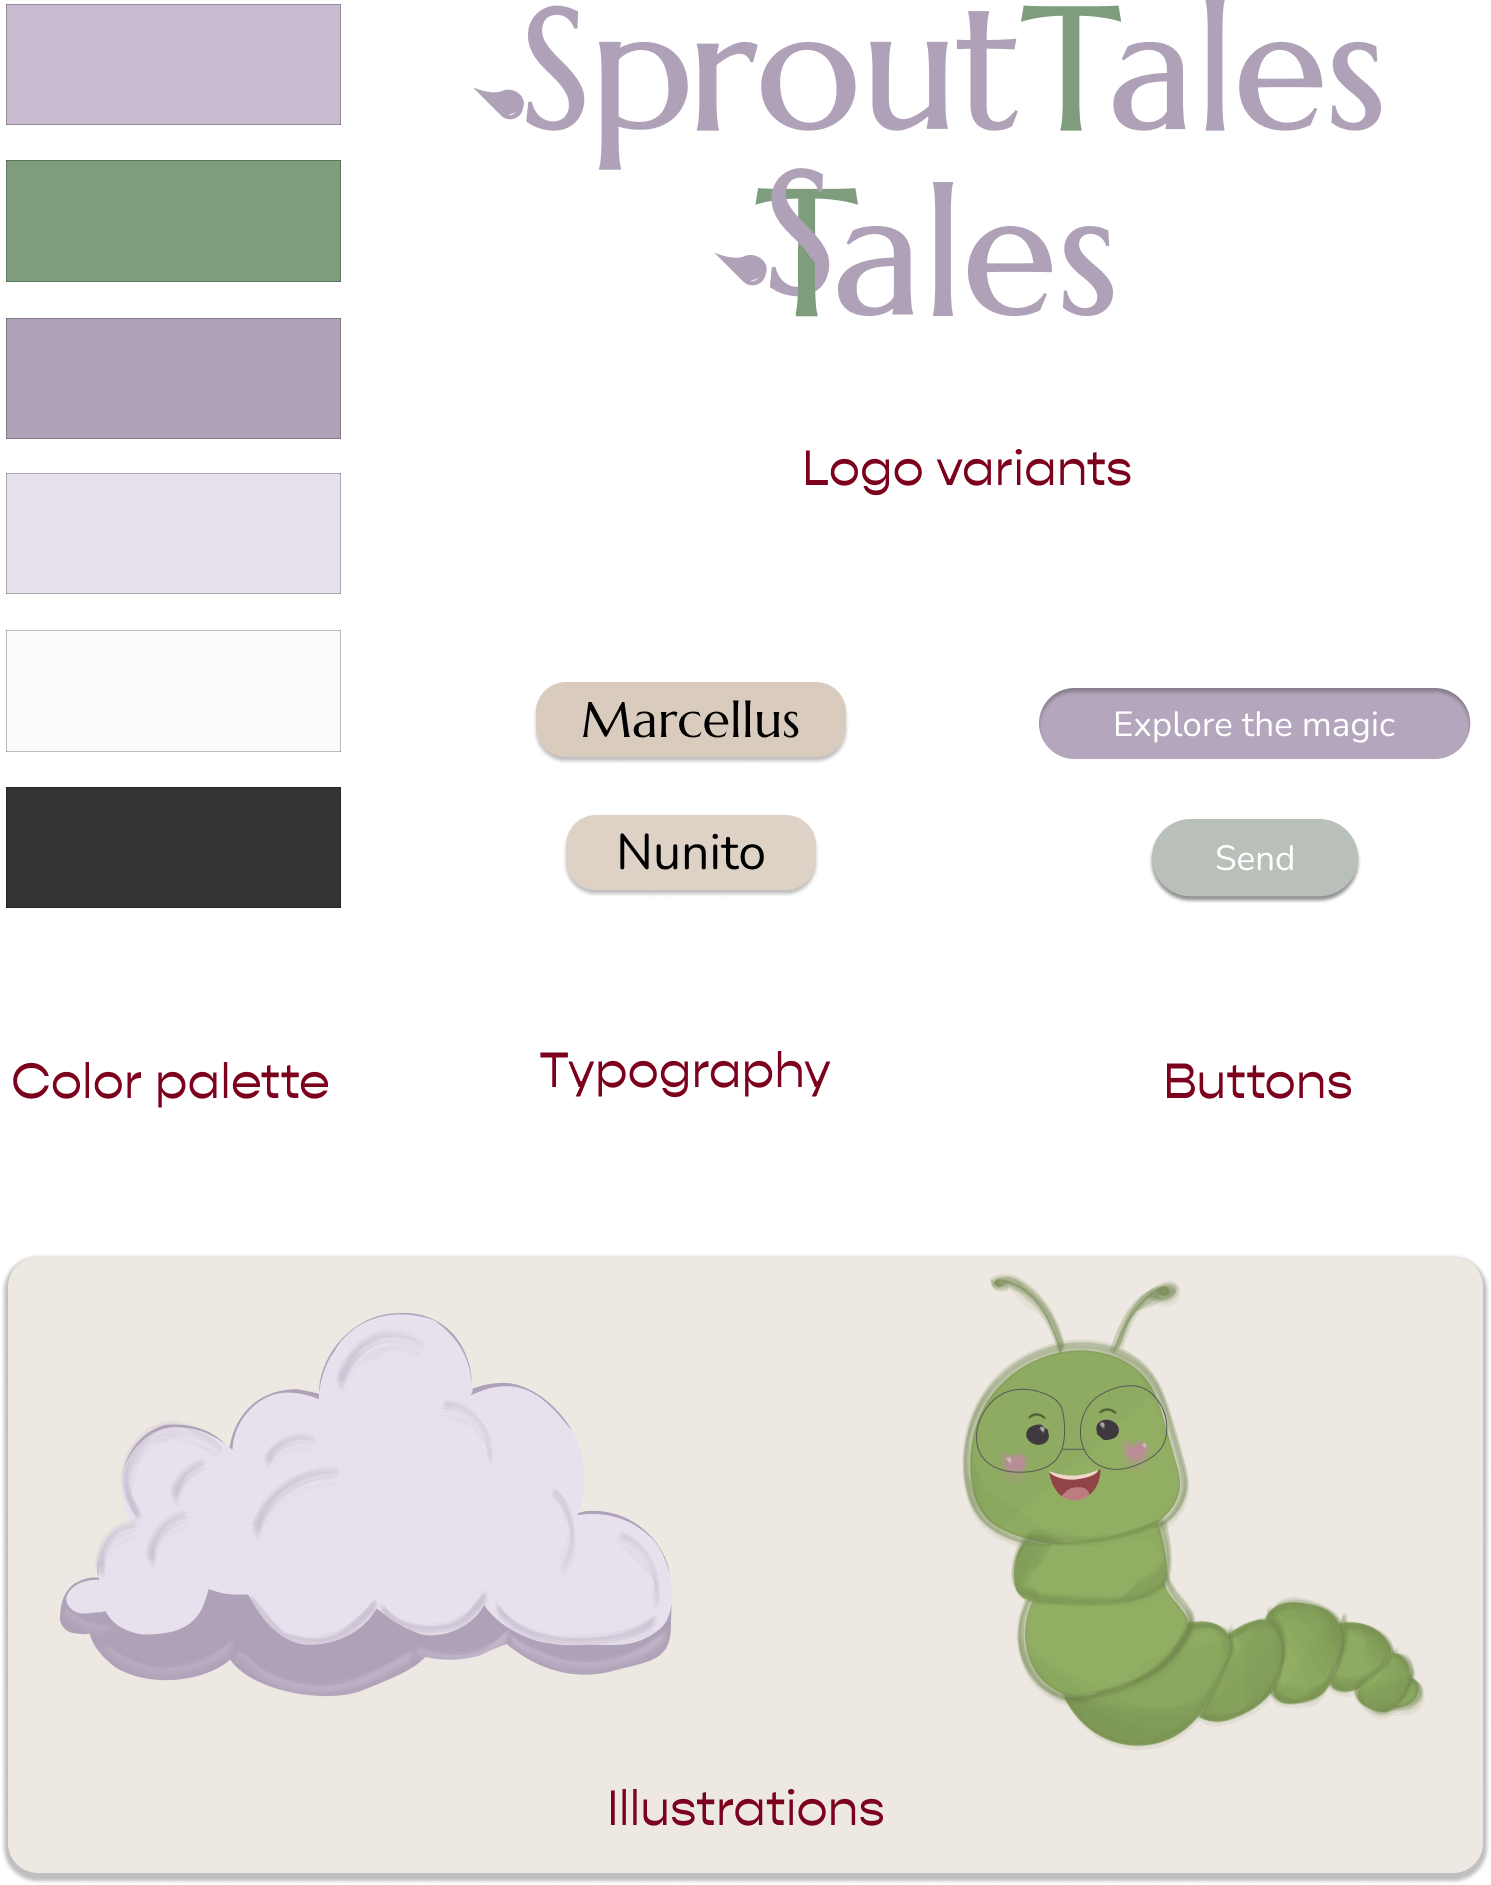 SproutTales
STales
Logo variants
Marcellus
Explore the magic
Nunito
Send
Color palette
Typography
Buttons
Illustrations